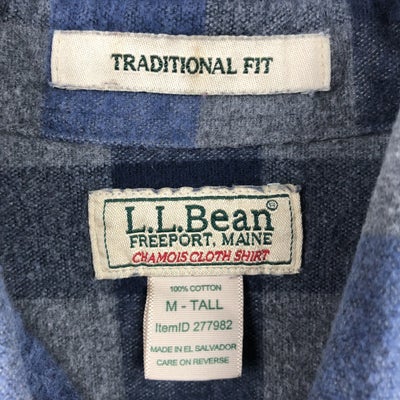 TRADITIONAL FIT
L.L.Bean®
FREEPORT, MAINE
CHAMOIS CLOTH SHIRT
100% COTTON
M - TALL
ItemID 277982
MADE IN EL SALVADOR
CARE ON REVERSE